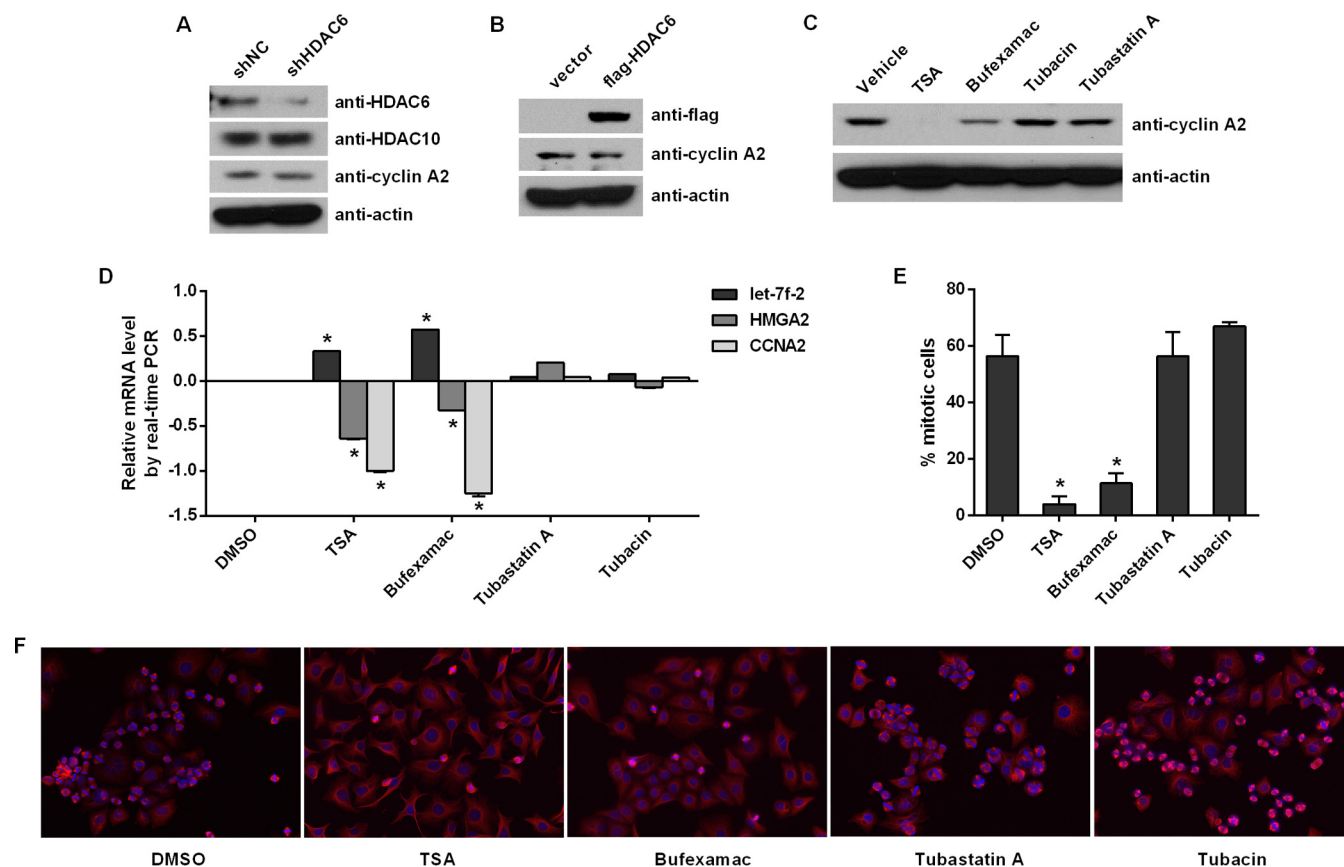 A
shNC
shHDAC6
anti-HDAC6
anti-HDAC10
anti-cyclin A2
anti-actin
B
vector
flag-HDAC6
anti-flag
anti-cyclin A2
anti-actin
C
Vehicle
TSA
Bufexamac
Tubacin
Tubastatin A
anti-cyclin A2
anti-actin
D
Relative mRNA level
by real-time PCR
1.0
0.5
0.0
-0.5
-1.0
-1.5
*
*
*
*
*
*
DMSO
TSA
Bufexamac
Tubastatin A
Tubacin
let-7f-2
HMGA2
CCNA2
E
% mitotic cells
80
60
40
20
0
*
*
DMSO
TSA
Bufexamac
Tubastatin A
Tubacin
F
DMSO
TSA
Bufexamac
Tubastatin A
Tubacin